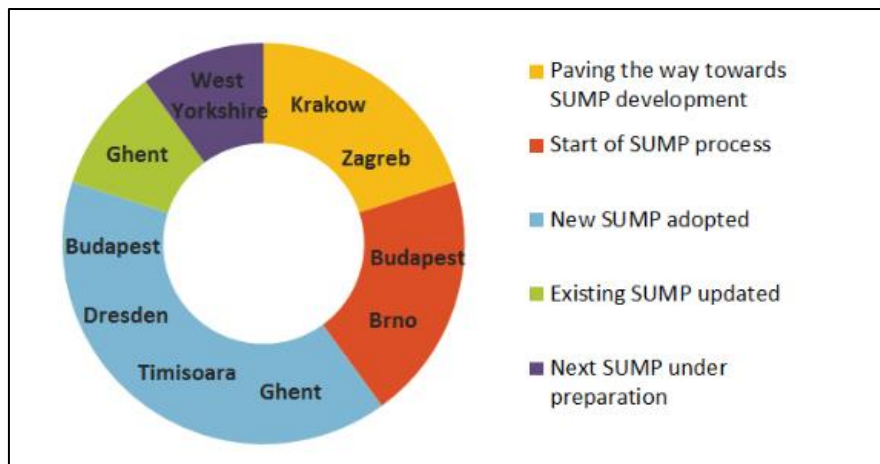 West
Yorkshire
Krakow
Zagreb
Ghent
Budapest
Budapest
Dresden
Brno
Timisoara
Ghent
Paving the way towards
SUMP development
Start of SUMP process
New SUMP adopted
Existing SUMP updated
Next SUMP under
preparation